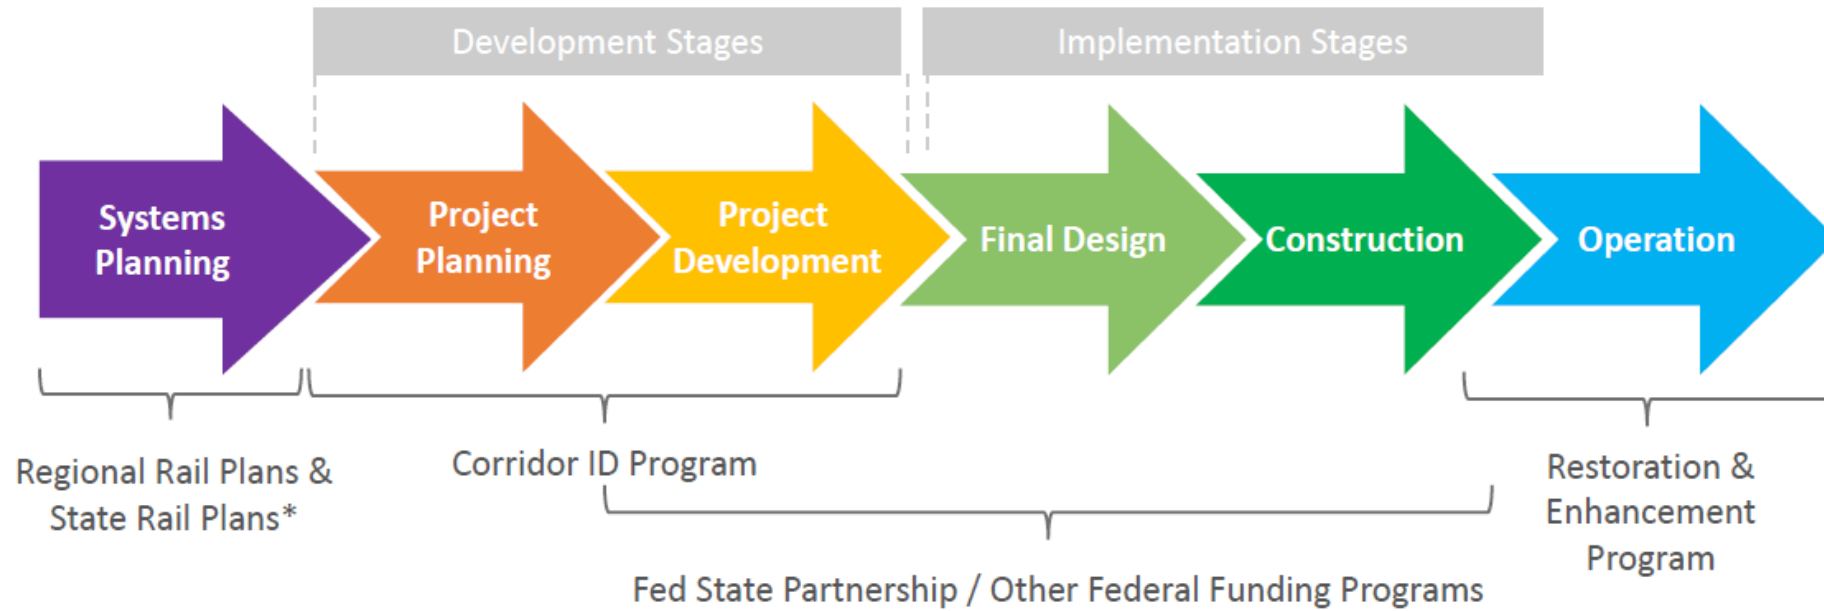 Development Stages
Implementation Stages
Systems
Planning
Project
Planning
Project
Development
Final Design
Construction
Operation
Regional Rail Plans &
State Rail Plans*
Corridor ID Program
Restoration &
Enhancement
Program
Fed State Partnership / Other Federal Funding Programs